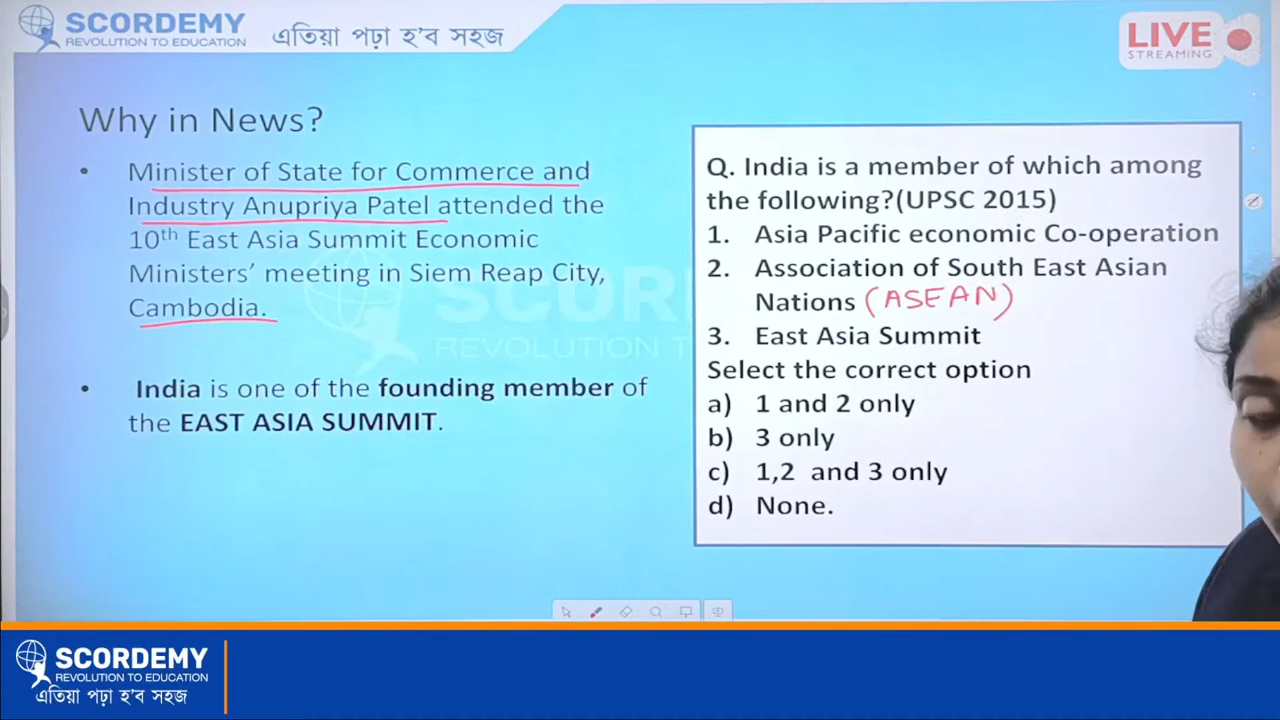 SCORDEMY
REVOLUTION TO EDUCATION
এতিয়া পঢ়া হ'ব সহজ
LIVE
STREAMING
Why in News?
• Minister of State for Commerce and
Industry Anupriya Patel attended the
10th East Asia Summit Economic
Ministers' meeting in Siem Reap City,
Cambodia.
• India is one of the founding member of
the EAST ASIA SUMMIT.
Q. India is a member of which among
the following?(UPSC 2015)
1. Asia Pacific economic Co-operation
2. Association of South East Asian
Nations (ASEAN)
3. East Asia Summit
Select the correct option
a) 1 and 2 only
b) 3 only
c) 1,2 and 3 only
d) None.
SCORDEMY
REVOLUTION TO EDUCATION
এতিয়া পঢ়া হ'ব সহজ